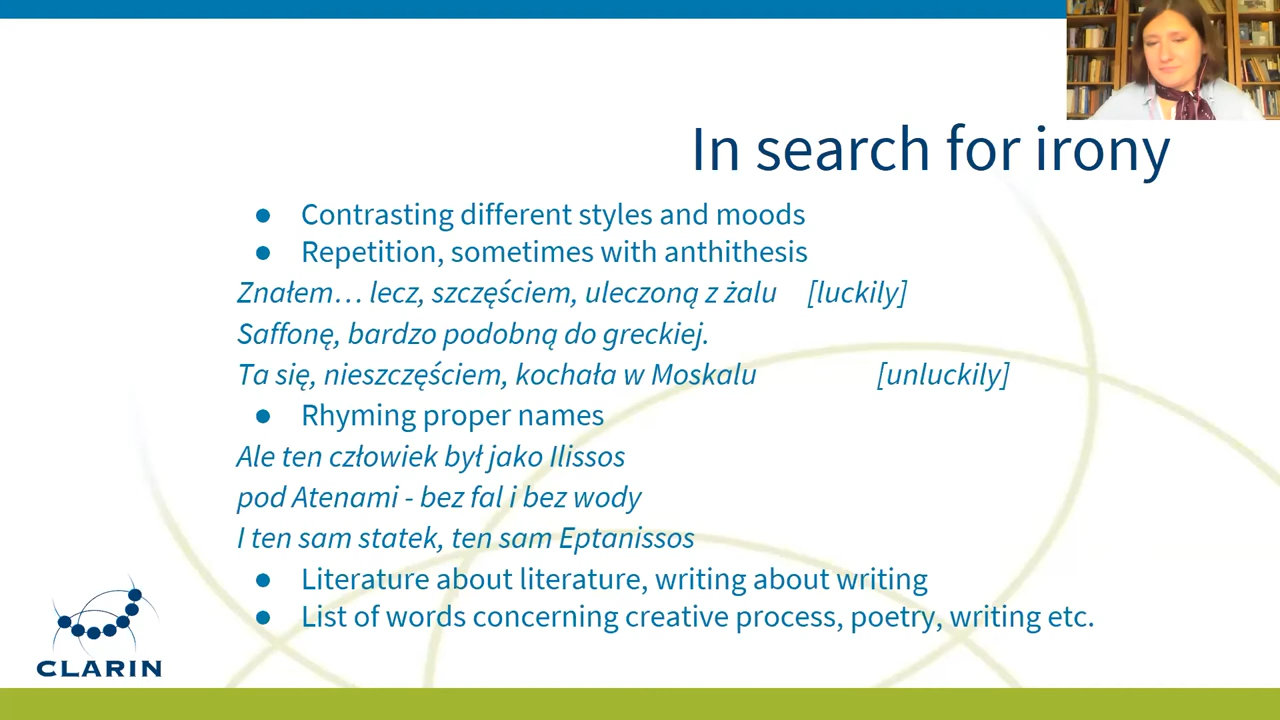 In search for irony
● Contrasting different styles and moods
● Repetition, sometimes with anthithesis
Znałem… lecz, szczęściem, uleczoną z żalu [luckily]
Saffonę, bardzo podobną do greckiej.
Ta się, nieszczęściem, kochała w Moskalu [unluckily]
● Rhyming proper names
Ale ten człowiek był jako Ilissos
pod Atenami - bez fal i bez wody
I ten sam statek, ten sam Eptanissos
● Literature about literature, writing about writing
● List of words concerning creative process, poetry, writing etc.
CLARIN